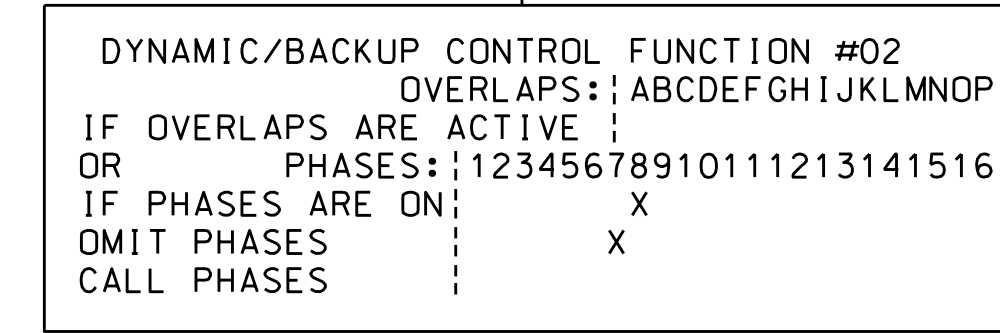 DYNAMIC/BACKUP CONTROL FUNCTION #02
OVERLAPS:¦ABCDEFGHIJKLMNOP
IF OVERLAPS ARE ACTIVE ¦
OR PHASES:¦12345678910111213141516
IF PHASES ARE ON¦ X
OMIT PHASES ¦ X
CALL PHASES ¦